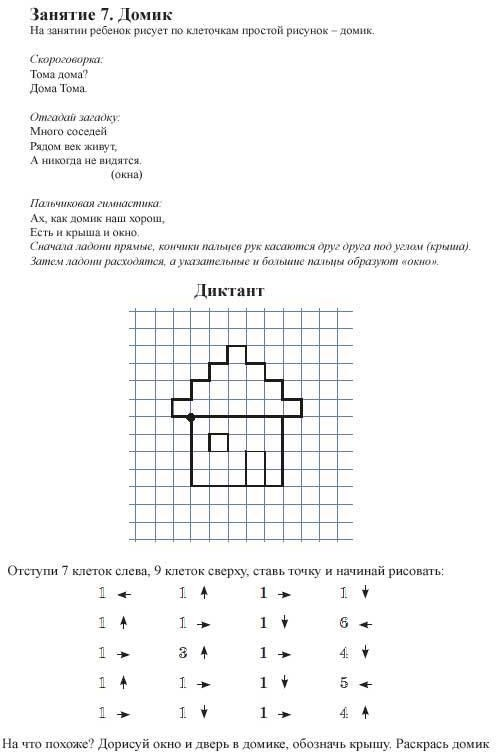 Занятие 7. Домик
На занятии ребенок рисует по клеточкам простой рисунок – домик.
Скороговорка:
Тома дома?
Дома Тома.
Отгадай загадку:
Много соседей
Рядом век живут,
А никогда не видятся.
(окна)
Пальчиковая гимнастика:
Ах, как домик наш хорош,
Есть и крыша и окно.
Сначала ладони прямые, кончики пальцев рук касаются друг друга под углом (крыша).
Затем ладони расходятся, а указательные и большие пальцы образуют «окно».
Диктант
Отступи 7 клеток слева, 9 клеток сверху, ставь точку и начинай рисовать:
1 ← 1 ↑ 1 → 1 ↓
1 ↑ 1 → 1 ↓ 6 ←
1 → 3 ↑ 1 → 4 ↓
1 ↑ 1 → 1 ↓ 5 ←
1 → 1 ↓ 1 → 4 ↑
На что похоже? Дорисуй окно и дверь в домике, обозначь крышу. Раскрась домик